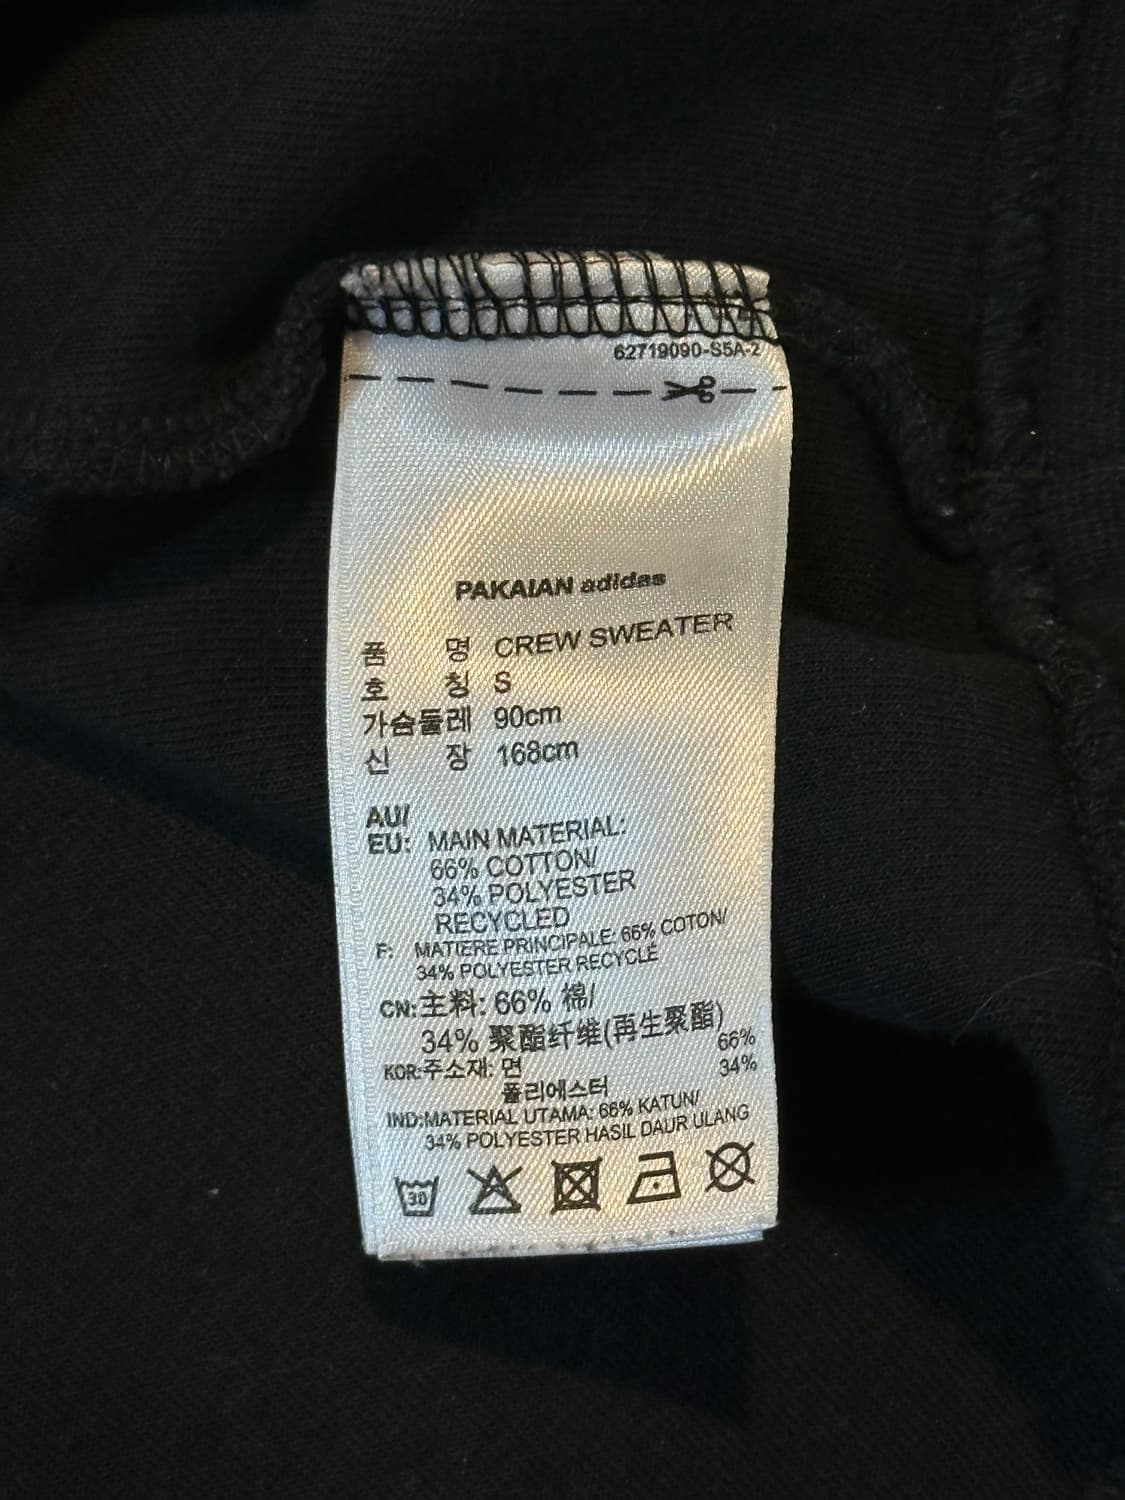 62719090-S5A-2
PAKAIAN adidas
품 명 CREW SWEATER
호 칭 S
가슴둘레 90cm
신 장 168cm
AU/
EU: MAIN MATERIAL:
66% COTTON/
34% POLYESTER
RECYCLED
F: MATIERE PRINCIPALE: 66% COTON/
34% POLYESTER RECYCLÉ
CN:主料: 66% 棉/
34% 聚酯纤维(再生聚酯)
KOR:주소재: 면 66%
폴리에스터 34%
IND:MATERIAL UTAMA: 66% KATUN/
34% POLYESTER HASIL DAUR ULANG
30